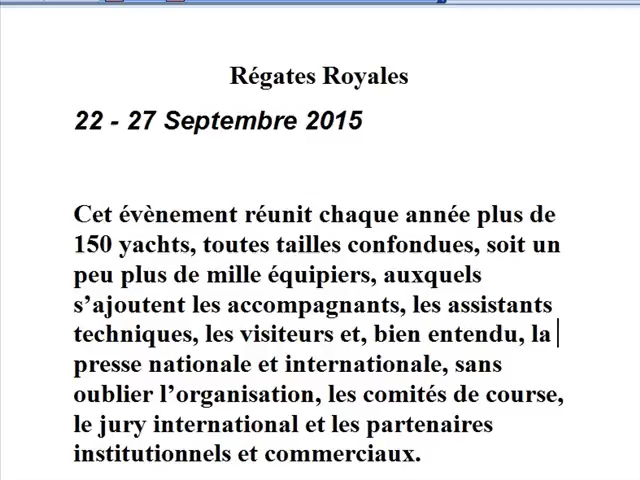 Régates Royales
22 - 27 Septembre 2015
Cet évènement réunit chaque année plus de
150 yachts, toutes tailles confondues, soit un
peu plus de mille équipiers, auxquels
s’ajoutent les accompagnants, les assistants
techniques, les visiteurs et, bien entendu, la
presse nationale et internationale, sans
oublier l’organisation, les comités de course,
le jury international et les partenaires
institutionnels et commerciaux.